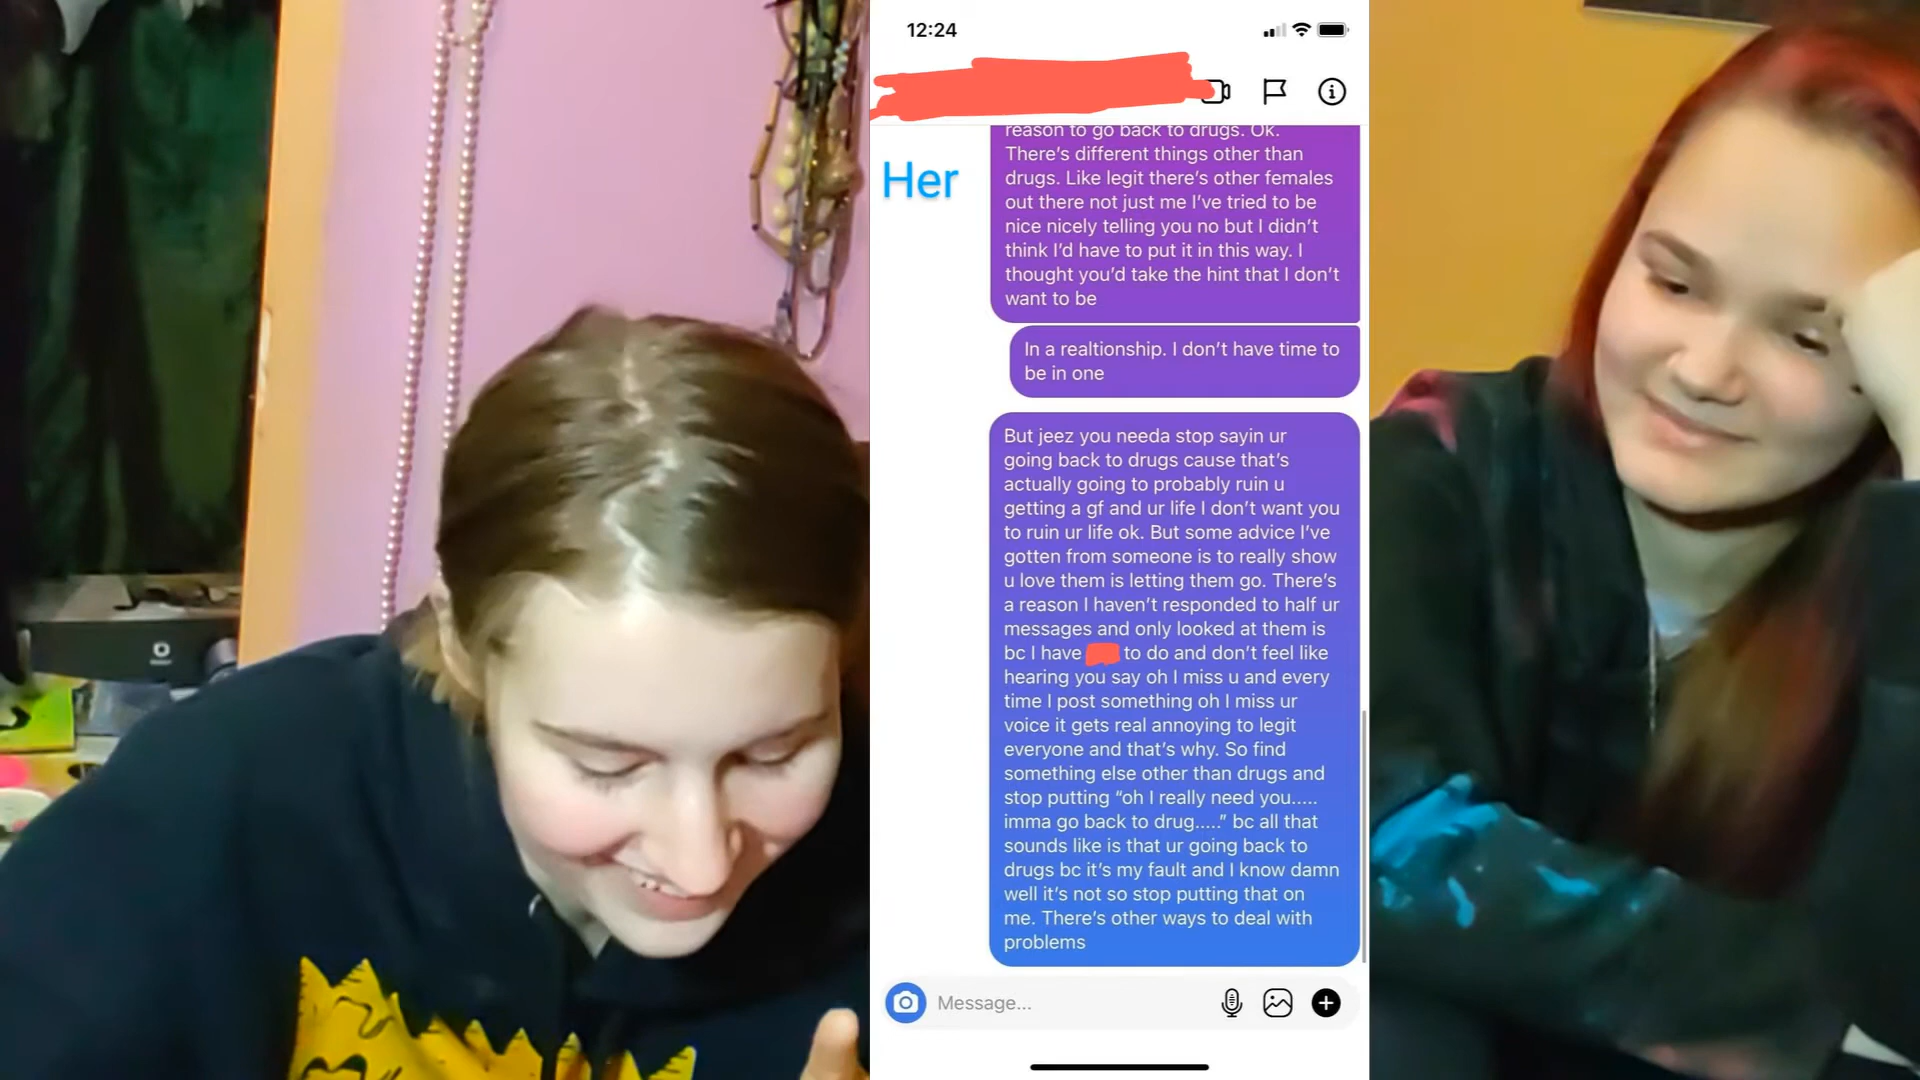 12:24
Her
reason to go back to drugs. Ok.
There's different things other than
drugs. Like legit there's other females
out there not just me I've tried to be
nice nicely telling you no but I didn't
think I'd have to put it in this way. I
thought you'd take the hint that I don't
want to be
In a realtionship. I don't have time to
be in one
But jeez you needa stop sayin ur
going back to drugs cause that's
actually going to probably ruin u
getting a gf and ur life I don't want you
to ruin ur life ok. But some advice I've
gotten from someone is to really show
u love them is letting them go. There's
a reason I haven't responded to half ur
messages and only looked at them is
bc I have to do and don't feel like
hearing you say oh I miss u and every
time I post something oh I miss ur
voice it gets real annoying to legit
everyone and that's why. So find
something else other than drugs and
stop putting “oh I really need you.....
imma go back to drug.....” bc all that
sounds like is that ur going back to
drugs bc it's my fault and I know damn
well it's not so stop putting that on
me. There's other ways to deal with
problems
Message...